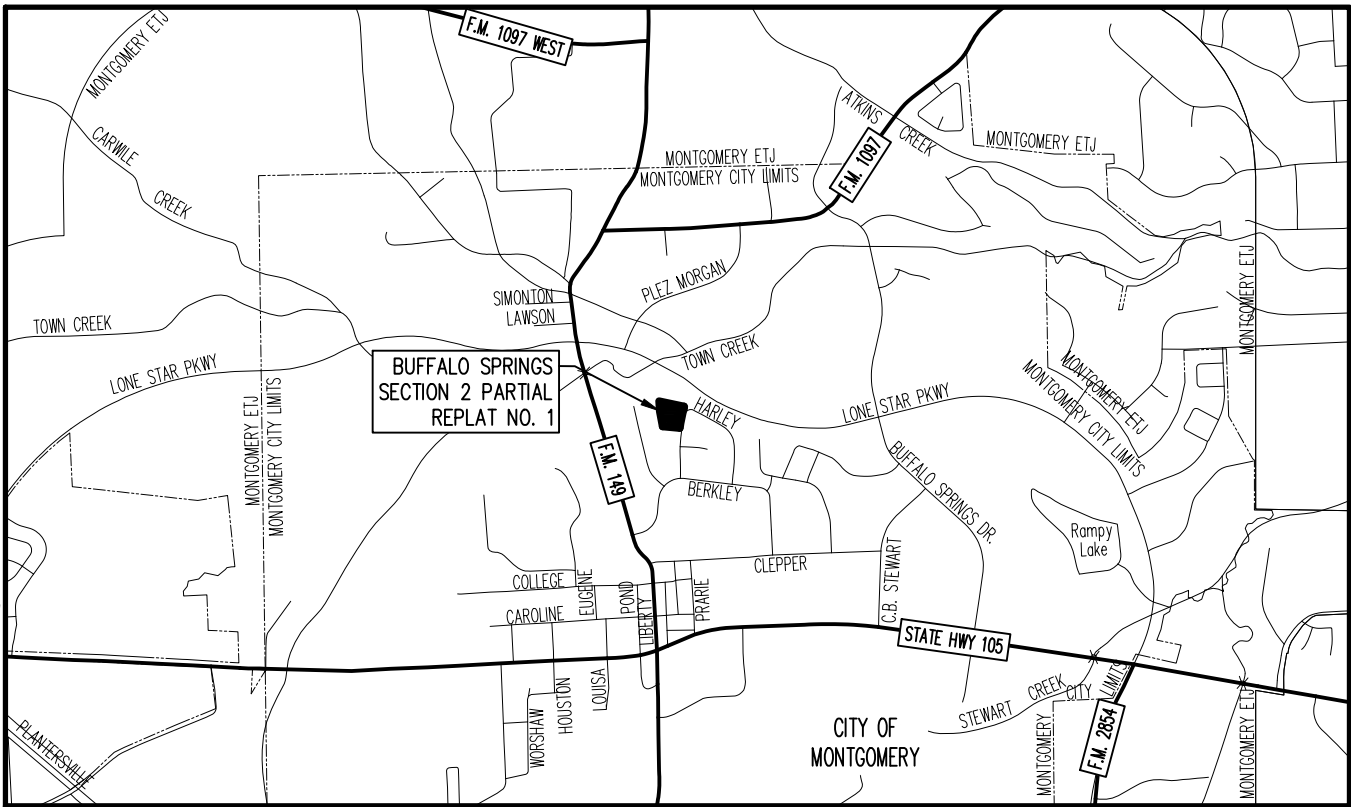 F.M. 1097 WEST
MONTGOMERY ETJ
CARWILE
CREEK
ATKINS
CREEK
MONTGOMERY ETJ
F.M. 1097
MONTGOMERY ETJ
MONTGOMERY CITY LIMITS
PLEZ MORGAN
SIMONTON
LAWSON
TOWN CREEK
LONE STAR PKWY
BUFFALO SPRINGS
SECTION 2 PARTIAL
REPLAT NO. 1
TOWN CREEK
HARLEY
LONE STAR PKWY
MONTGOMERY ETJ
MONTGOMERY ETJ
MONTGOMERY CITY LIMITS
MONTGOMERY ETJ
MONTGOMERY CITY LIMITS
F.M. 149
BERKLEY
BUFFALO SPRINGS DR.
Rampy
Lake
CLEPPER
C.B. STEWART
COLLEGE
EUGENE
POND
LIBERTY
PRARIE
CAROLINE
STATE HWY 105
WORSHAW
HOUSTON
LOUISA
STEWART CREEK
CITY LIMITS
MONTGOMERY
F.M. 2854
MONTGOMERY ETJ
CITY OF
MONTGOMERY
PLANTERSVILLE